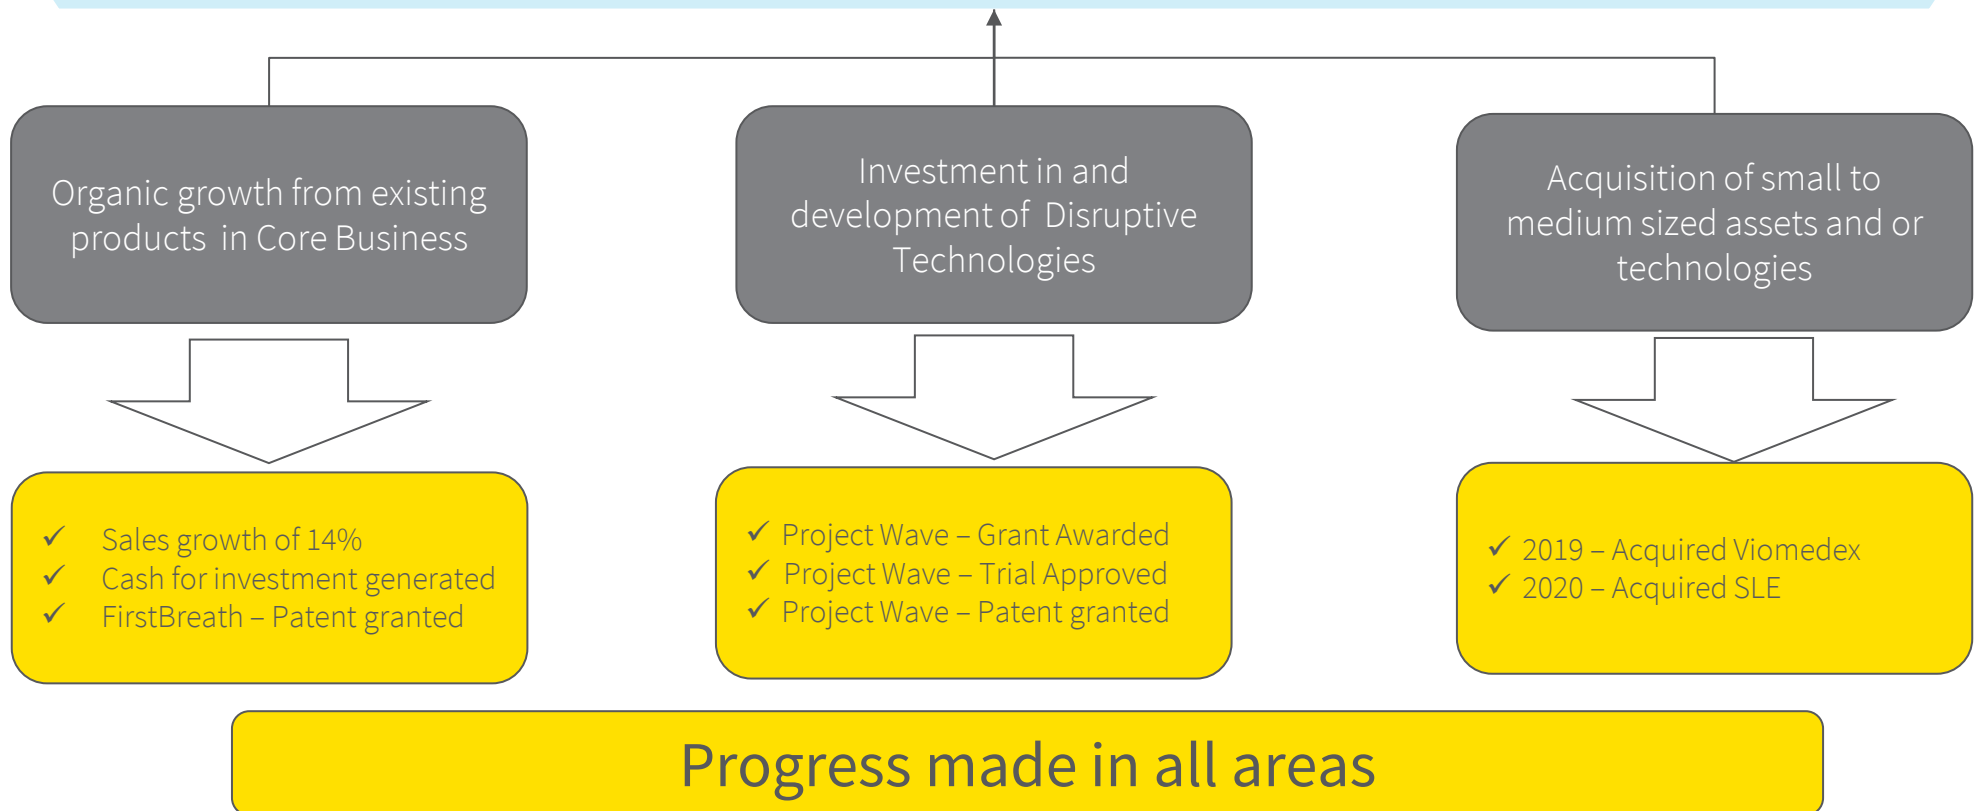 Organic growth from existing
products in Core Business
Investment in and
development of Disruptive
Technologies
Acquisition of small to
medium sized assets and or
technologies
✓ Sales growth of 14%
✓ Cash for investment generated
✓ FirstBreath – Patent granted
✓ Project Wave – Grant Awarded
✓ Project Wave – Trial Approved
✓ Project Wave – Patent granted
✓ 2019 – Acquired Viomedex
✓ 2020 – Acquired SLE
Progress made in all areas